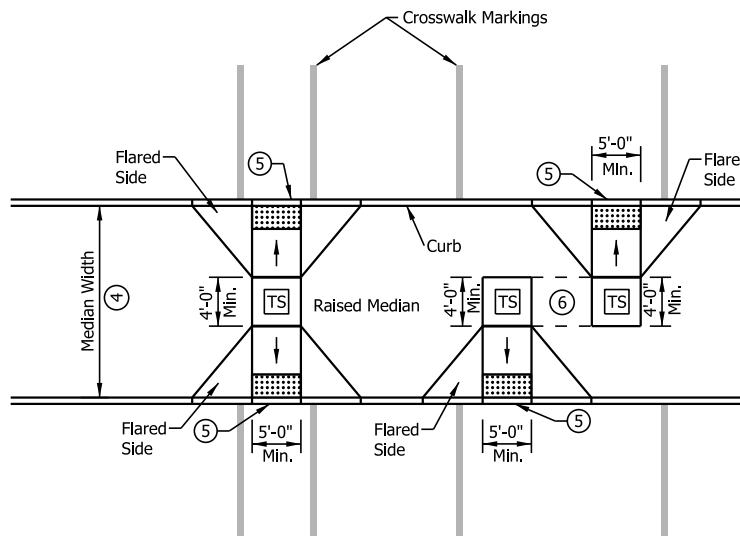 Crosswalk Markings
5'-0"
Min.
Flared
Side
5
5
Flare
Side
Curb
Median Width
4
4'-0"
Min.
TS
Raised Median
4'-0"
Min.
TS
6
TS
4'-0"
Min.
Flared
Side
5
5'-0"
Min.
Flared
Side
5'-0"
Min.
5